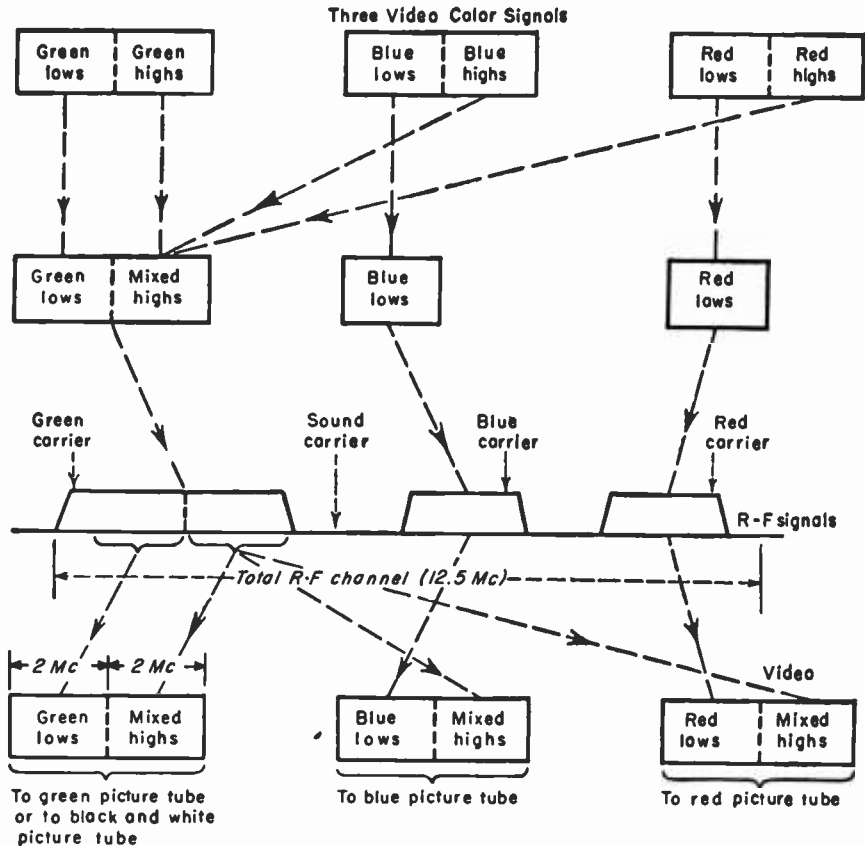 Three Video Color Signols
Green lows
Green highs
Blue lows
Blue highs
Red lows
Red highs
Green lows
Mixed highs
Blue lows
Red lows
Green carrier
Sound carrier
Blue carrier
Red carrier
R-F signals
Total R-F channel (12.5 Mc)
2 Mc
2 Mc
Video
Green lows
Mixed highs
Blue lows
Mixed highs
Red lows
Mixed highs
To green picture tube
or to black and white
picture tube
To blue picture tube
To red picture tube